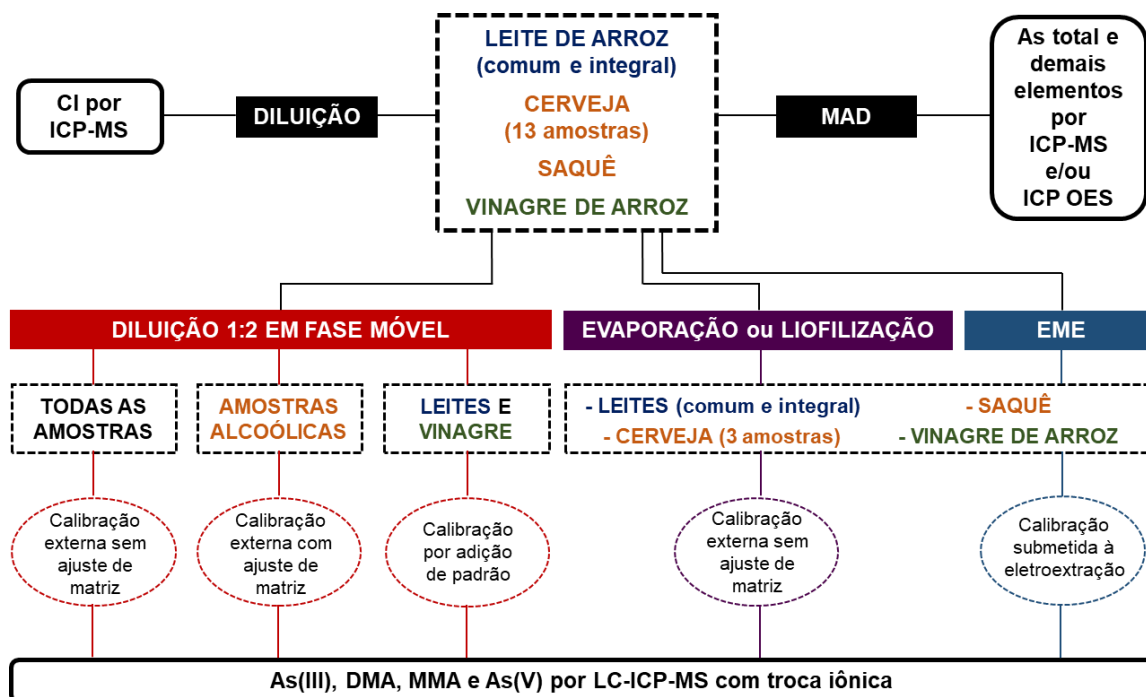 LEITE DE ARROZ
(comum e integral)
CERVEJA
(13 amostras)
SAQUÊ
VINAGRE DE ARROZ
CI por
ICP-MS
DILUIÇÃO
MAD
As total e
demais
elementos
por
ICP-MS
e/ou
ICP OES
DILUIÇÃO 1:2 EM FASE MÓVEL
EVAPORAÇÃO ou LIOFILIZAÇÃO
EME
TODAS AS
AMOSTRAS
AMOSTRAS
ALCOÓLICAS
LEITES E
VINAGRE
- LEITES (comum e integral)
- CERVEJA (3 amostras)
- SAQUÊ
- VINAGRE DE ARROZ
Calibração
externa sem
ajuste de
matriz
Calibração
externa com
ajuste de
matriz
Calibração
por adição
de padrão
Calibração
externa sem
ajuste de
matriz
Calibração
submetida à
eletroextração
As(III), DMA, MMA e As(V) por LC-ICP-MS com troca iônica